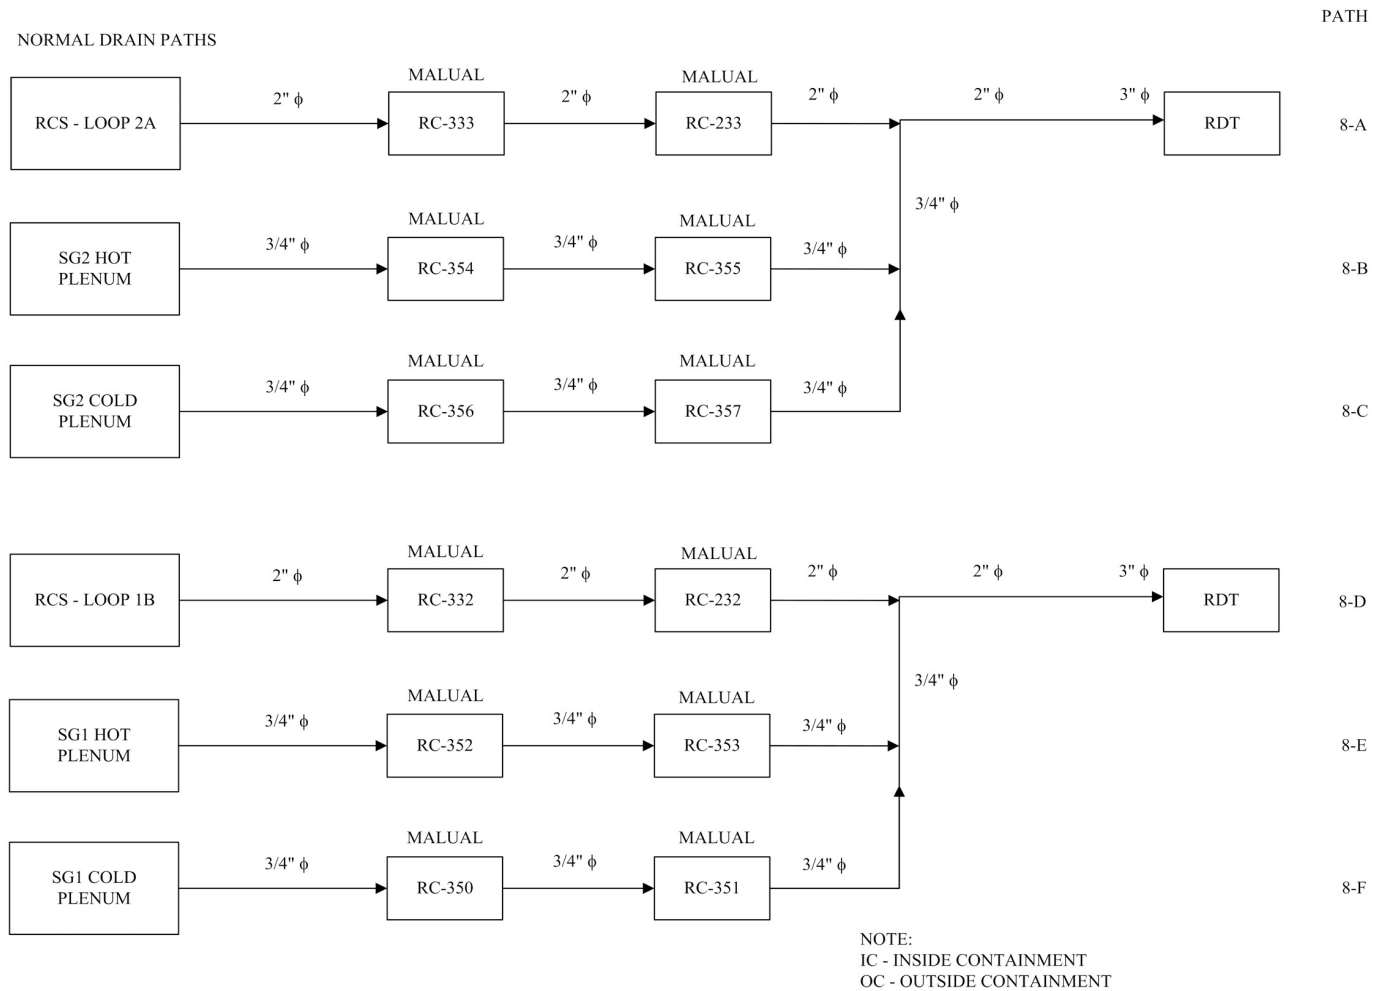 PATH
NORMAL DRAIN PATHS
MALUAL
MALUAL
2" ϕ
2" ϕ
2" ϕ
2" ϕ
3" ϕ
RCS - LOOP 2A
RC-333
RC-233
RDT
8-A
3/4" ϕ
MALUAL
MALUAL
3/4" ϕ
3/4" ϕ
3/4" ϕ
SG2 HOT
PLENUM
RC-354
RC-355
8-B
MALUAL
MALUAL
3/4" ϕ
3/4" ϕ
3/4" ϕ
SG2 COLD
PLENUM
RC-356
RC-357
8-C
MALUAL
MALUAL
2" ϕ
2" ϕ
2" ϕ
2" ϕ
3" ϕ
RCS - LOOP 1B
RC-332
RC-232
RDT
8-D
3/4" ϕ
MALUAL
MALUAL
3/4" ϕ
3/4" ϕ
3/4" ϕ
SG1 HOT
PLENUM
RC-352
RC-353
8-E
MALUAL
MALUAL
3/4" ϕ
3/4" ϕ
3/4" ϕ
SG1 COLD
PLENUM
RC-350
RC-351
8-F
NOTE:
IC - INSIDE CONTAINMENT
OC - OUTSIDE CONTAINMENT